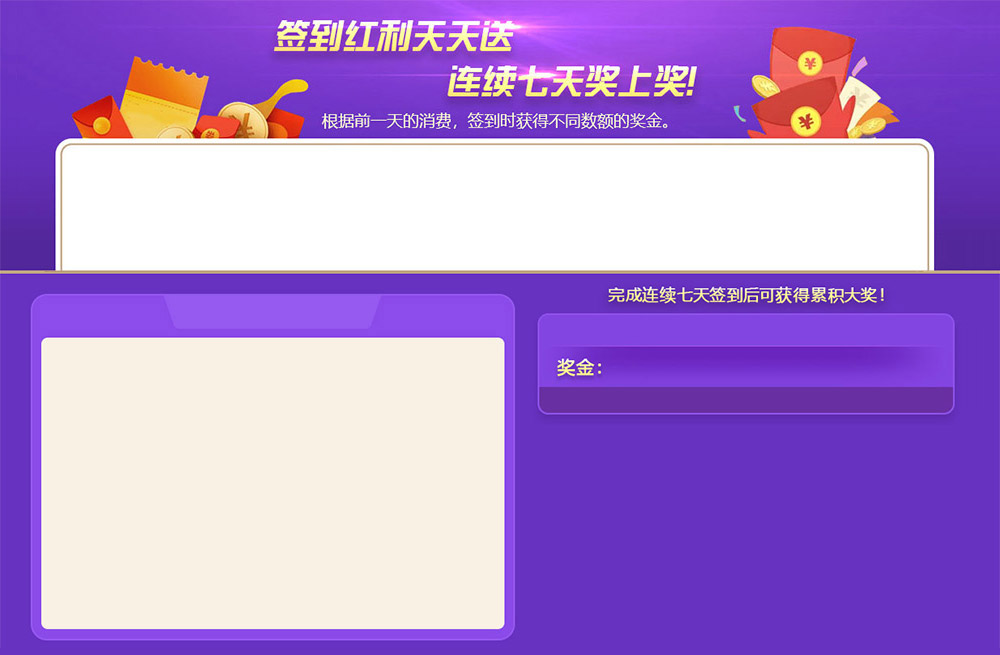 签到红利天天送
连续七天奖上奖!
根据前一天的消费，签到时获得不同数额的奖金。
完成连续七天签到后可获得累积大奖！
奖金：